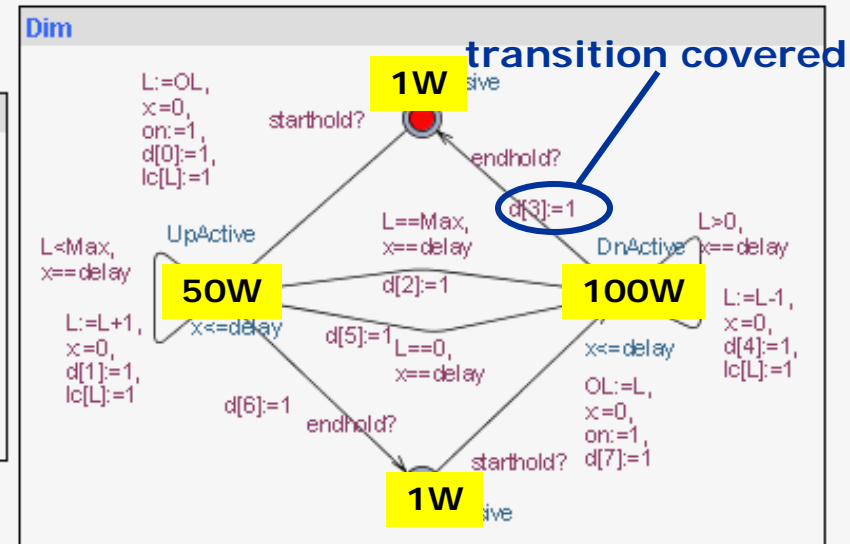 Dim
transition covered
1W
sive
L:=OL,
x:=0,
on:=1,
d[0]:=1,
lc[L]:=1
starthold?
endhold?
d[3]:=1
L<Max,
x==delay
UpActive
L==Max,
x==delay
DnActive
L>0,
x==delay
50W
d[2]:=1
100W
L:=L+1,
x:=0,
d[1]:=1,
lc[L]:=1
x<=delay
d[5]:=1
L==0,
x==delay
x<=delay
L:=L-1,
x:=0,
d[4]:=1,
lc[L]:=1
d[6]:=1
endhold?
OL:=L,
x:=0,
on:=1,
d[7]:=1
starthold?
1W
sive